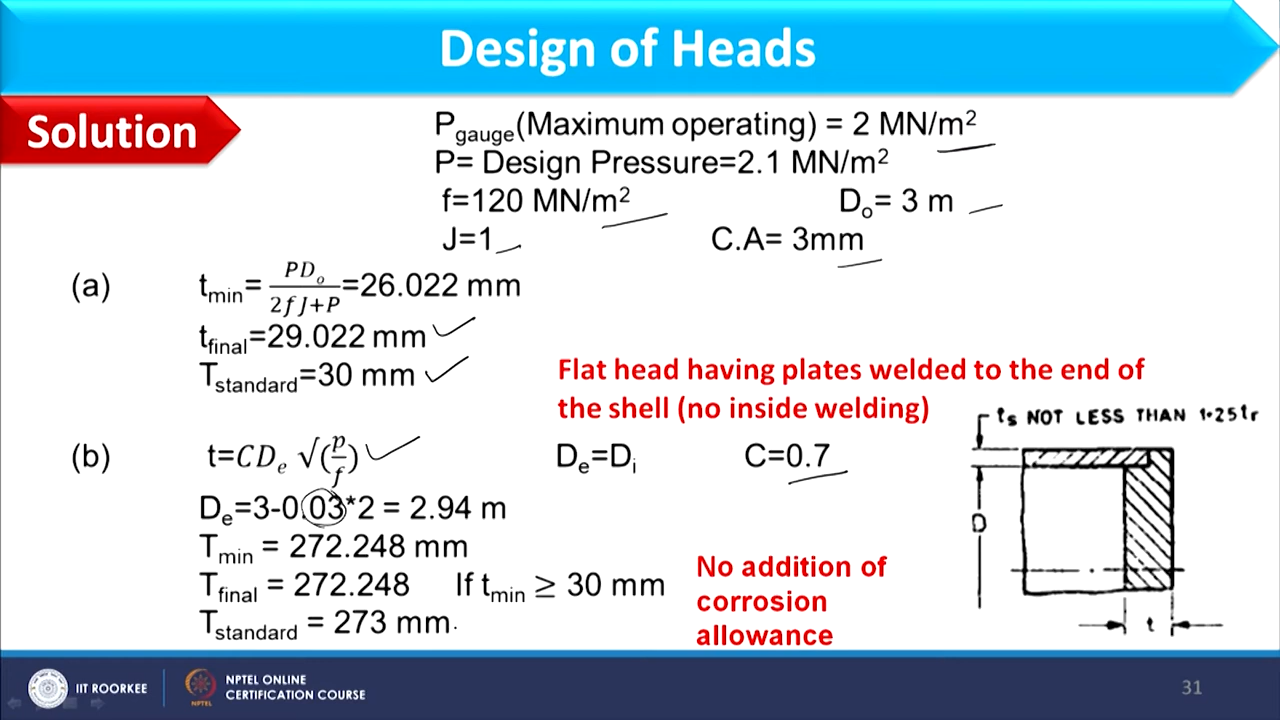 Design of Heads
Solution
P_gauge(Maximum operating) = 2 MN/m²
P= Design Pressure=2.1 MN/m²
f=120 MN/m² D_o= 3 m
J=1 C.A= 3mm
(a) t_min= PD_o / 2fJ+P =26.022 mm
t_final=29.022 mm
T_standard=30 mm
Flat head having plates welded to the end of
the shell (no inside welding)
(b) t=CD_e √(p/f) D_e=D_i C=0.7
D_e=3-0.03*2 = 2.94 m
T_min = 272.248 mm
T_final = 272.248 If t_min ≥ 30 mm
T_standard = 273 mm.
No addition of
corrosion
allowance
t_s NOT LESS THAN 1·25t_r
D
t
IIT ROORKEE
NPTEL
NPTEL ONLINE
CERTIFICATION COURSE
31